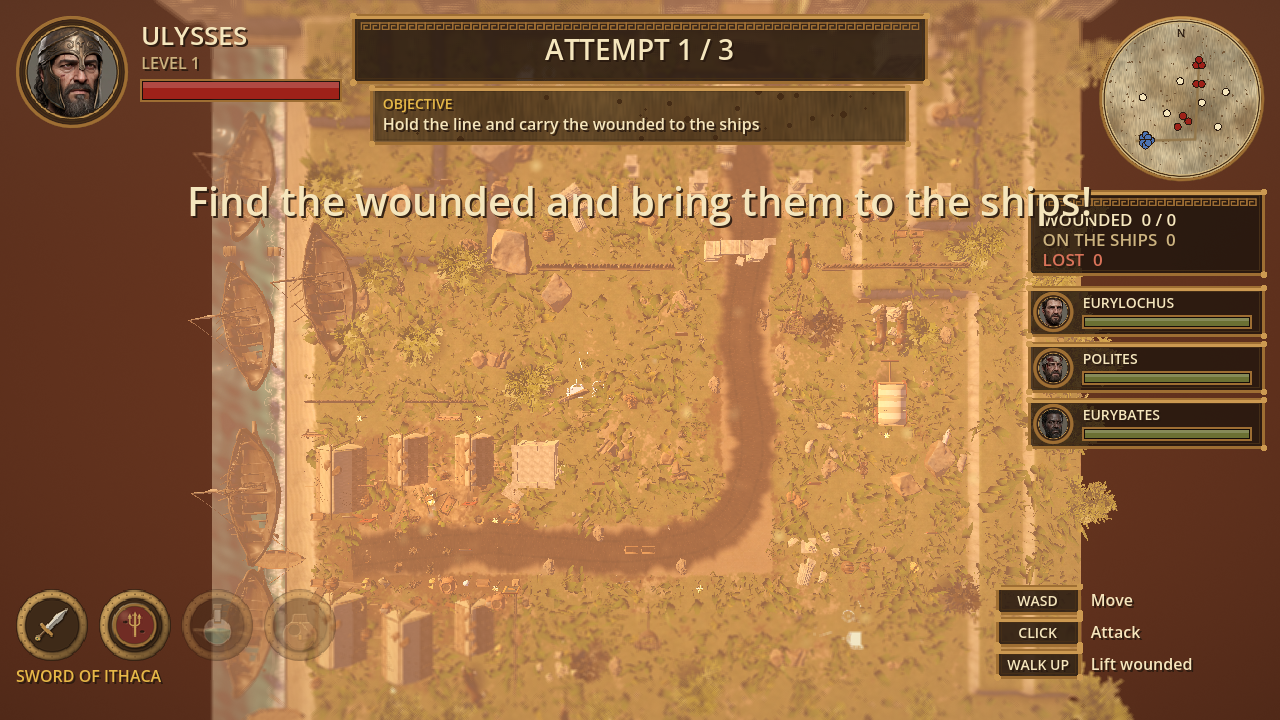 ULYSSES
LEVEL 1
ATTEMPT 1 / 3
OBJECTIVE
Hold the line and carry the wounded to the ships
N
Find the wounded and bring them to the ships!
WOUNDED 0 / 0
ON THE SHIPS 0
LOST 0
EURYLOCHUS
POLITES
EURYBATES
SWORD OF ITHACA
WASD Move
CLICK Attack
WALK UP Lift wounded